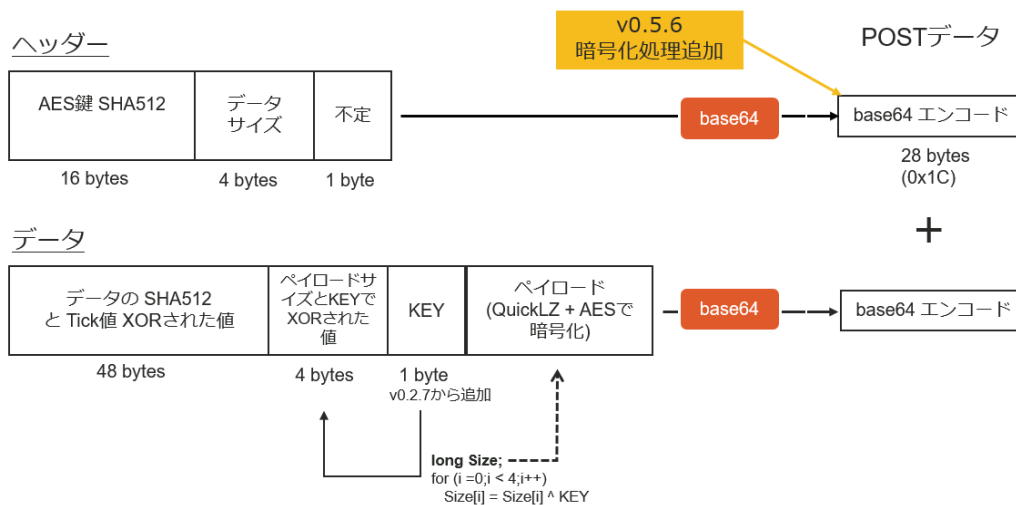 v0.5.6
暗号化処理追加
POSTデータ
ヘッダー
AES鍵 SHA512
データ
サイズ
不定
base64
base64 エンコード
16 bytes
4 bytes
1 byte
28 bytes
(0x1C)
+
データ
データの SHA512
と Tick値 XORされた値
ペイロードサ
イズとKEYで
XORされた
値
KEY
ペイロード
(QuickLZ + AESで
暗号化)
base64
base64 エンコード
48 bytes
4 bytes
1 byte
v0.2.7から追加
long Size;
for (i =0;i < 4;i++)
Size[i] = Size[i] ^ KEY